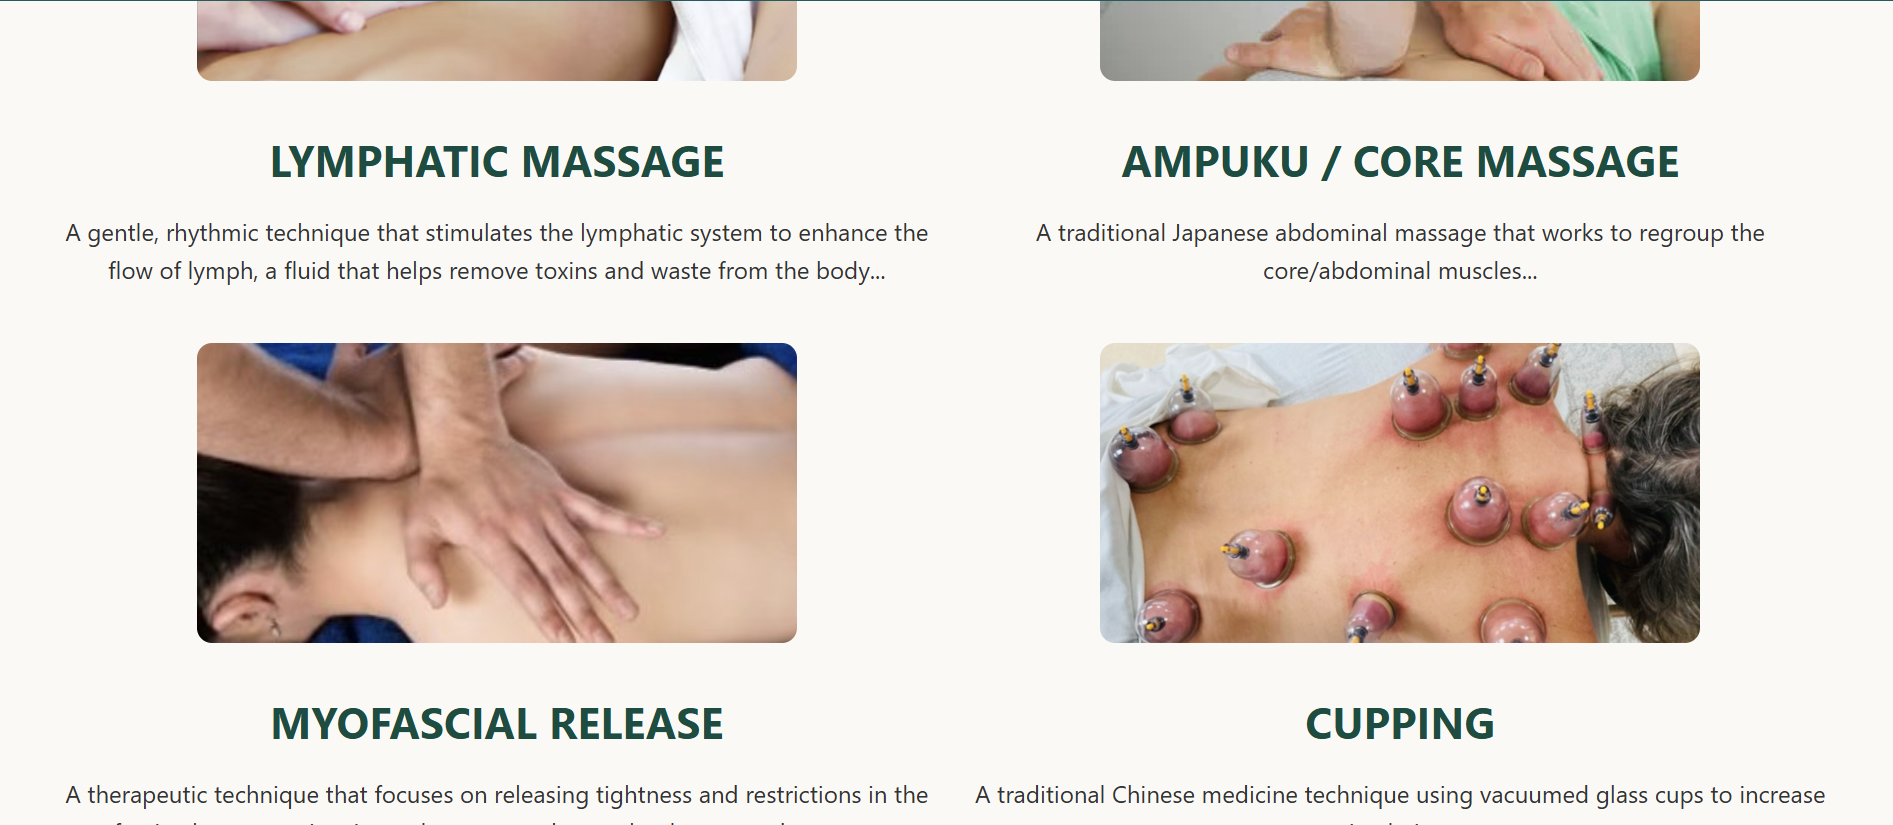 LYMPHATIC MASSAGE
A gentle, rhythmic technique that stimulates the lymphatic system to enhance the
flow of lymph, a fluid that helps remove toxins and waste from the body...
AMPUKU / CORE MASSAGE
A traditional Japanese abdominal massage that works to regroup the
core/abdominal muscles...
MYOFASCIAL RELEASE
A therapeutic technique that focuses on releasing tightness and restrictions in the
CUPPING
A traditional Chinese medicine technique using vacuumed glass cups to increase